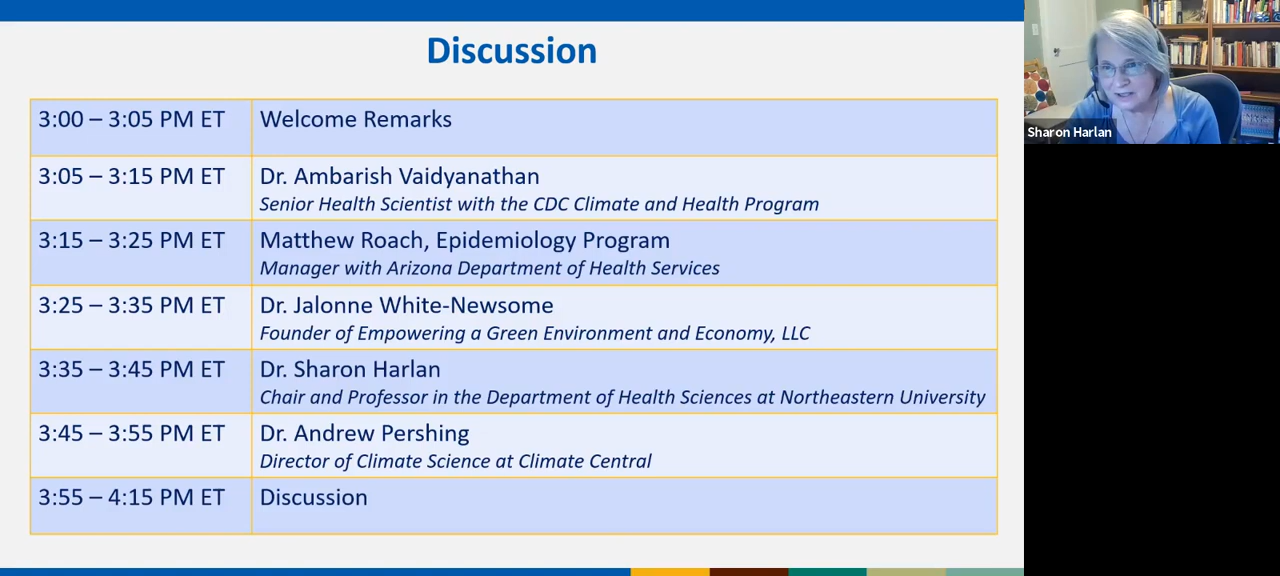 Discussion
3:00 – 3:05 PM ET
Welcome Remarks
3:05 – 3:15 PM ET
Dr. Ambarish Vaidyanathan
Senior Health Scientist with the CDC Climate and Health Program
3:15 – 3:25 PM ET
Matthew Roach, Epidemiology Program
Manager with Arizona Department of Health Services
3:25 – 3:35 PM ET
Dr. Jalonne White-Newsome
Founder of Empowering a Green Environment and Economy, LLC
3:35 – 3:45 PM ET
Dr. Sharon Harlan
Chair and Professor in the Department of Health Sciences at Northeastern University
3:45 – 3:55 PM ET
Dr. Andrew Pershing
Director of Climate Science at Climate Central
3:55 – 4:15 PM ET
Discussion
Sharon Harlan